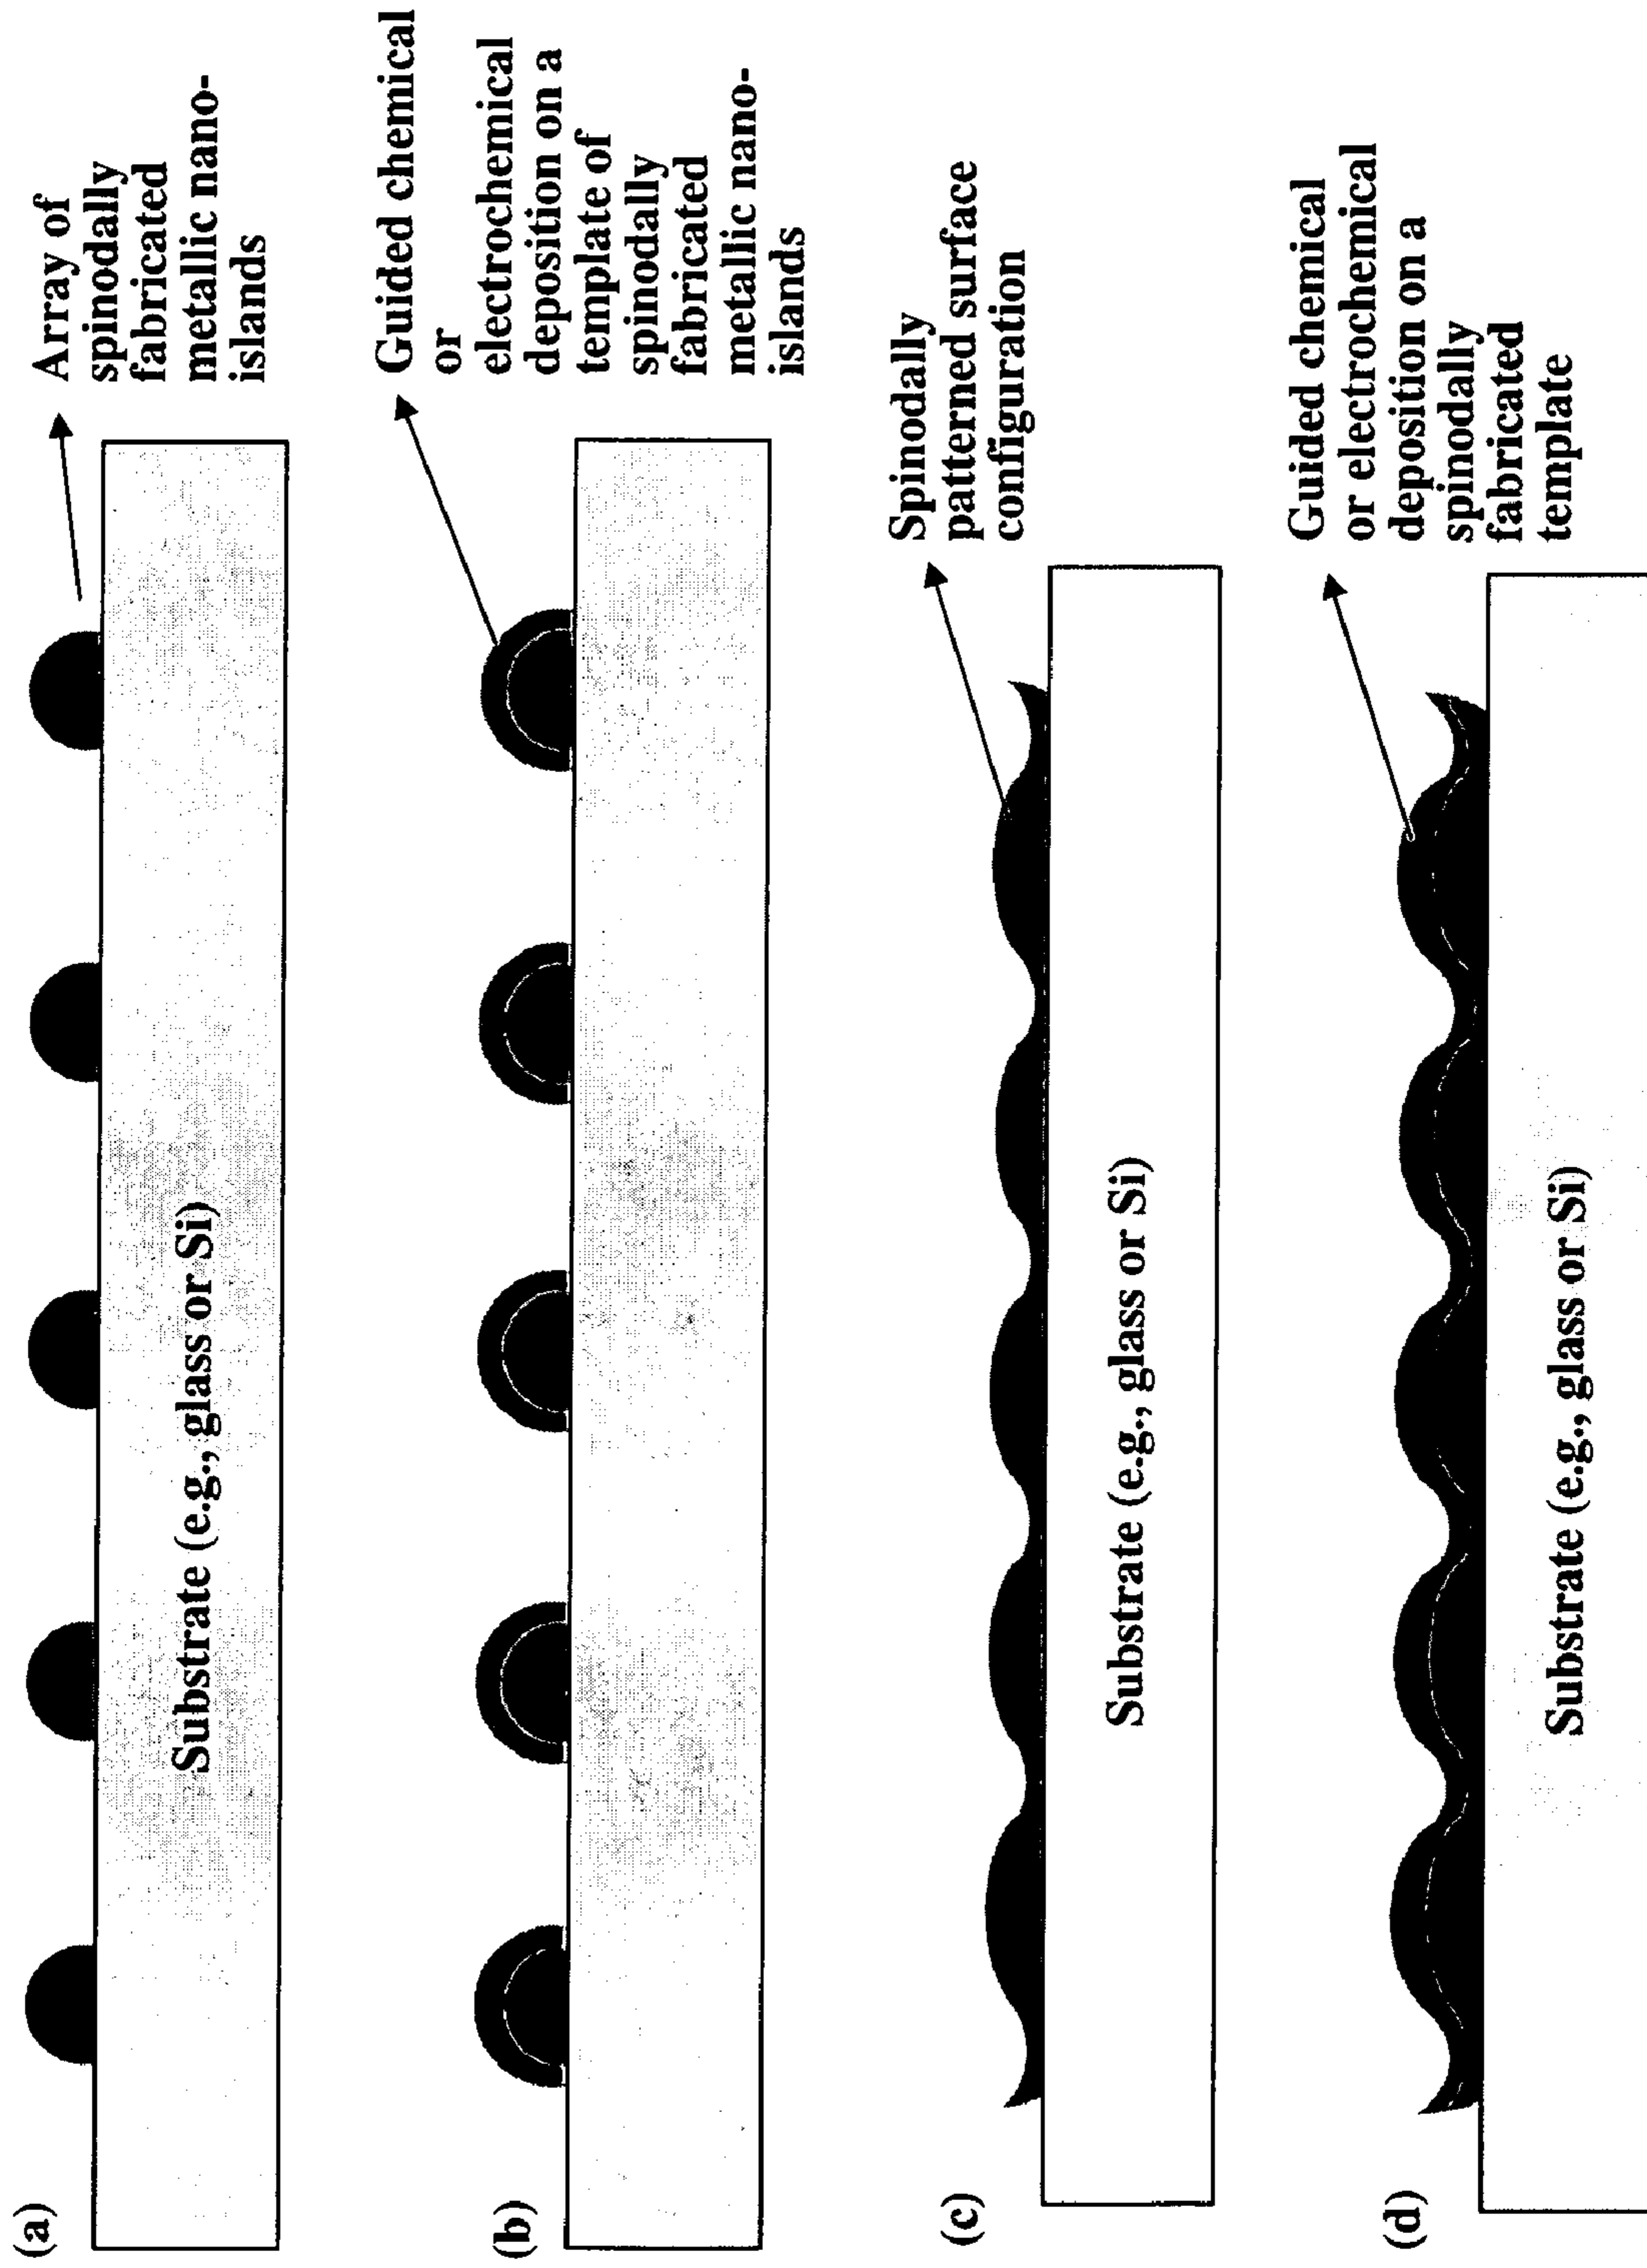 (a)
Array of
spinodally
fabricated
metallic nano-
islands
Substrate (e.g., glass or Si)
(b)
Guided chemical
or
electrochemical
deposition on a
template of
spinodally
fabricated
metallic nano-
islands
(c)
Spinodally
patterned surface
configuration
Substrate (e.g., glass or Si)
(d)
Guided chemical
or electrochemical
deposition on a
spinodally
fabricated
template
Substrate (e.g., glass or Si)